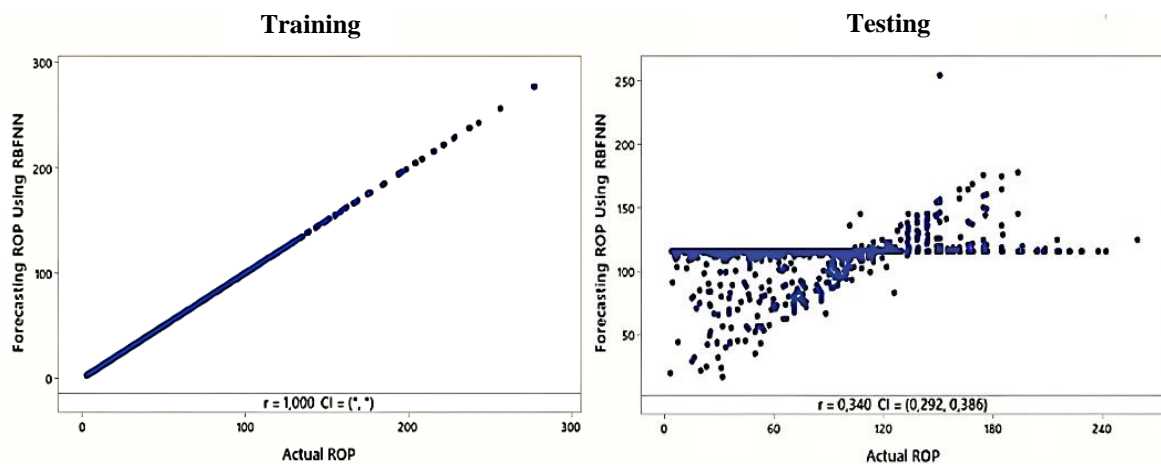 Training
Forecasting ROP Using RBFNN
300
200
100
0
r = 1,000 CI = (*, *)
0 100 200 300
Actual ROP
Testing
Forecasting ROP Using RBFNN
250
200
150
100
50
r = 0,340 CI = (0,292, 0,386)
0 60 120 180 240
Actual ROP